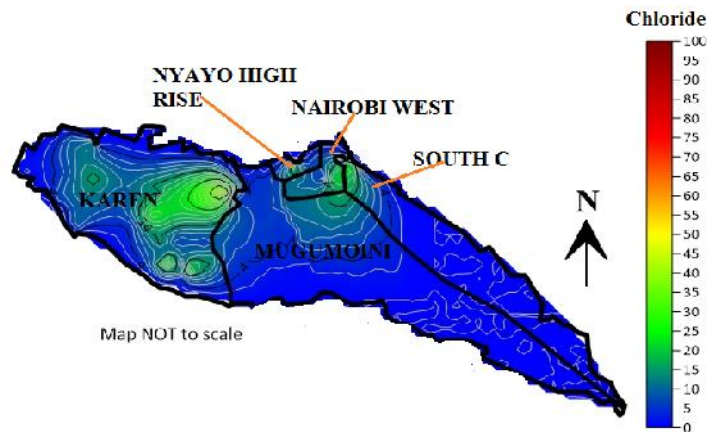 Chloride
NYAYO HIGH
RISE
NAIROBI WEST
SOUTH C
KAREN
MUGUMOINI
N
Map NOT to scale
100
95
90
85
80
75
70
65
60
55
50
45
40
35
30
25
20
15
10
5
0